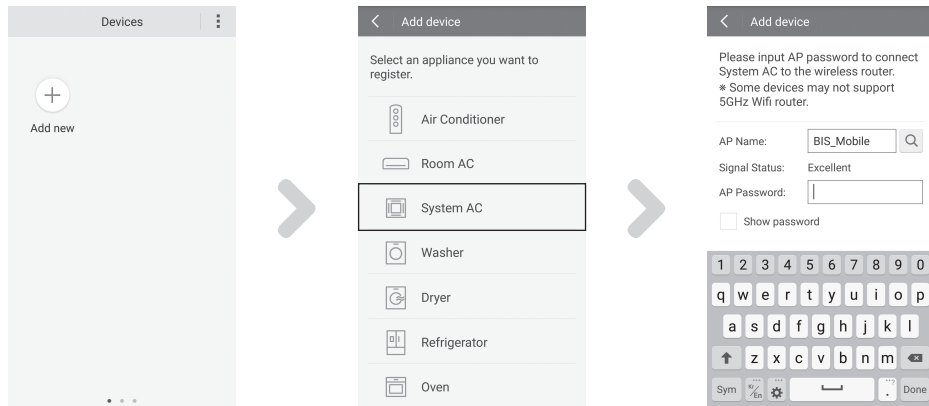 Devices
Add new
Add device
Select an appliance you want to
register.
Air Conditioner
Room AC
System AC
Washer
Dryer
Refrigerator
Oven
Add device
Please input AP password to connect
System AC to the wireless router.
* Some devices may not support
5GHz Wifi router.
AP Name: BIS_Mobile
Signal Status: Excellent
AP Password:
Show password
1 2 3 4 5 6 7 8 9 0
q w e r t y u i o p
a s d f g h j k l
z x c v b n m
Sym Kr/En . Done